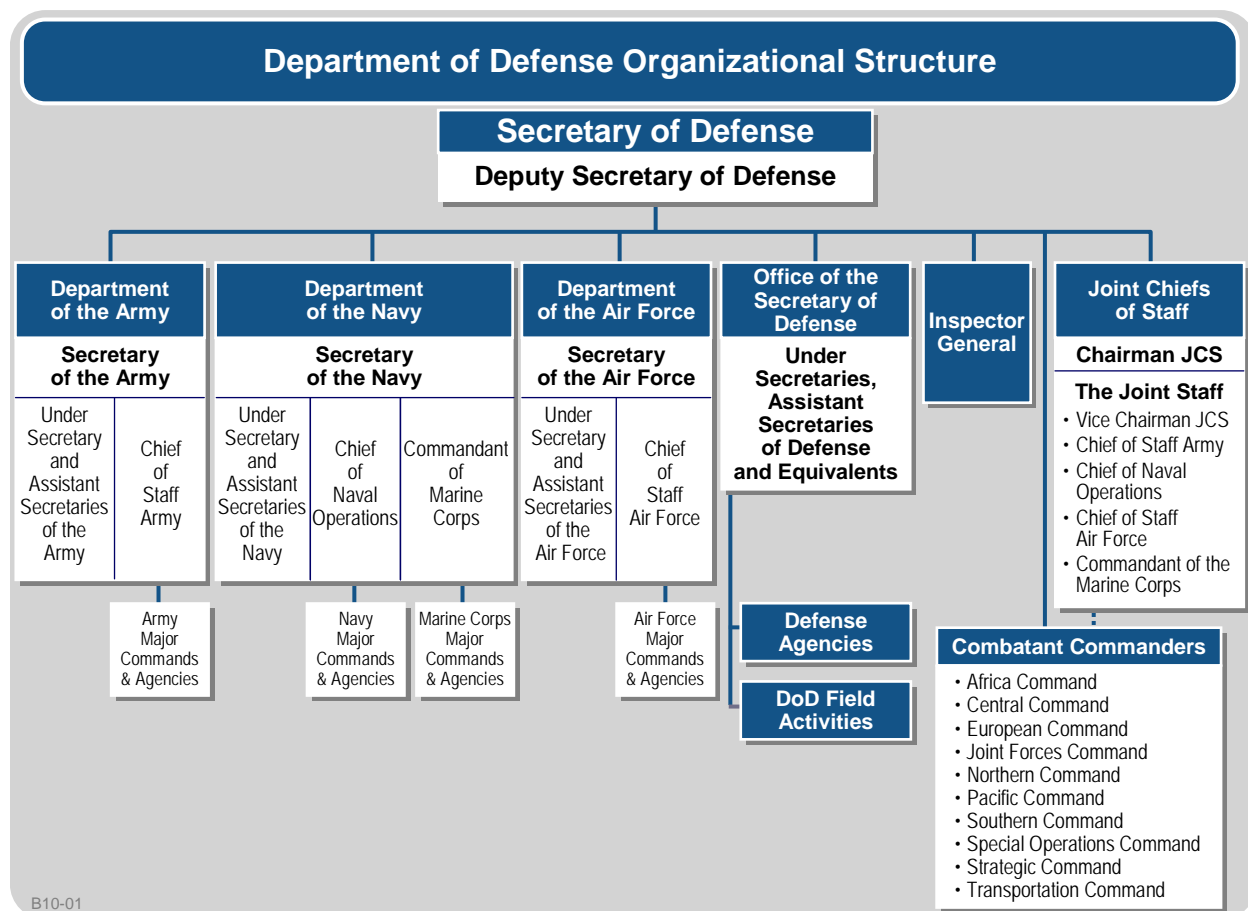 Department of Defense Organizational Structure
Secretary of Defense
Deputy Secretary of Defense
Department
of the Army
Secretary
of the Army
Under
Secretary
and
Assistant
Secretaries
of the
Army
Chief
of
Staff
Army
Army
Major
Commands
& Agencies
Department
of the Navy
Secretary
of the Navy
Under
Secretary
and
Assistant
Secretaries
of the
Navy
Chief
of
Naval
Operations
Commandant
of
Marine
Corps
Navy
Major
Commands
& Agencies
Marine Corps
Major
Commands
& Agencies
Department
of the Air Force
Secretary
of the Air Force
Under
Secretary
and
Assistant
Secretaries
of the
Air Force
Chief
of
Staff
Air Force
Air Force
Major
Commands
& Agencies
Office of the
Secretary of
Defense
Under
Secretaries,
Assistant
Secretaries
of Defense
and Equivalents
Defense
Agencies
DoD Field
Activities
Inspector
General
Joint Chiefs
of Staff
Chairman JCS
The Joint Staff
• Vice Chairman JCS
• Chief of Staff Army
• Chief of Naval
Operations
• Chief of Staff
Air Force
• Commandant of the
Marine Corps
Combatant Commanders
• Africa Command
• Central Command
• European Command
• Joint Forces Command
• Northern Command
• Pacific Command
• Southern Command
• Special Operations Command
• Strategic Command
• Transportation Command
B10-01